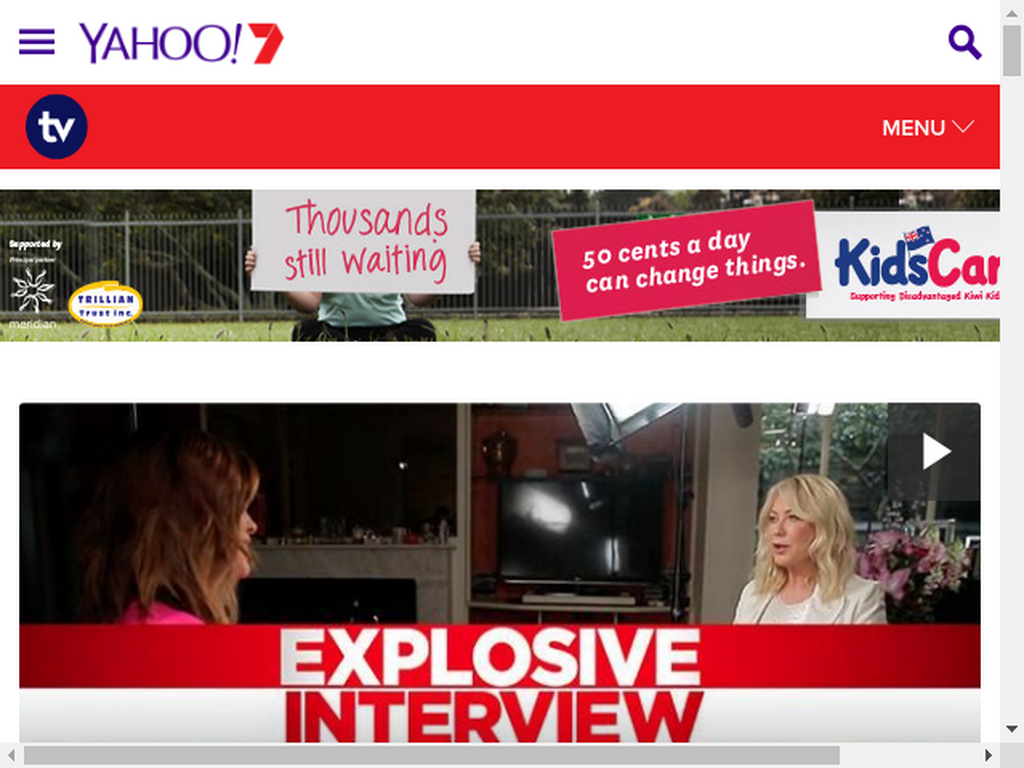 YAHOO! 7
tv
MENU
Thousands
still waiting
50 cents a day
can change things.
Supported by
Principal partner
meridian
TRILLIAN
Trust Inc.
KidsCar
Supporting Disadvantaged Kiwi Kid
EXPLOSIVE
INTERVIEW